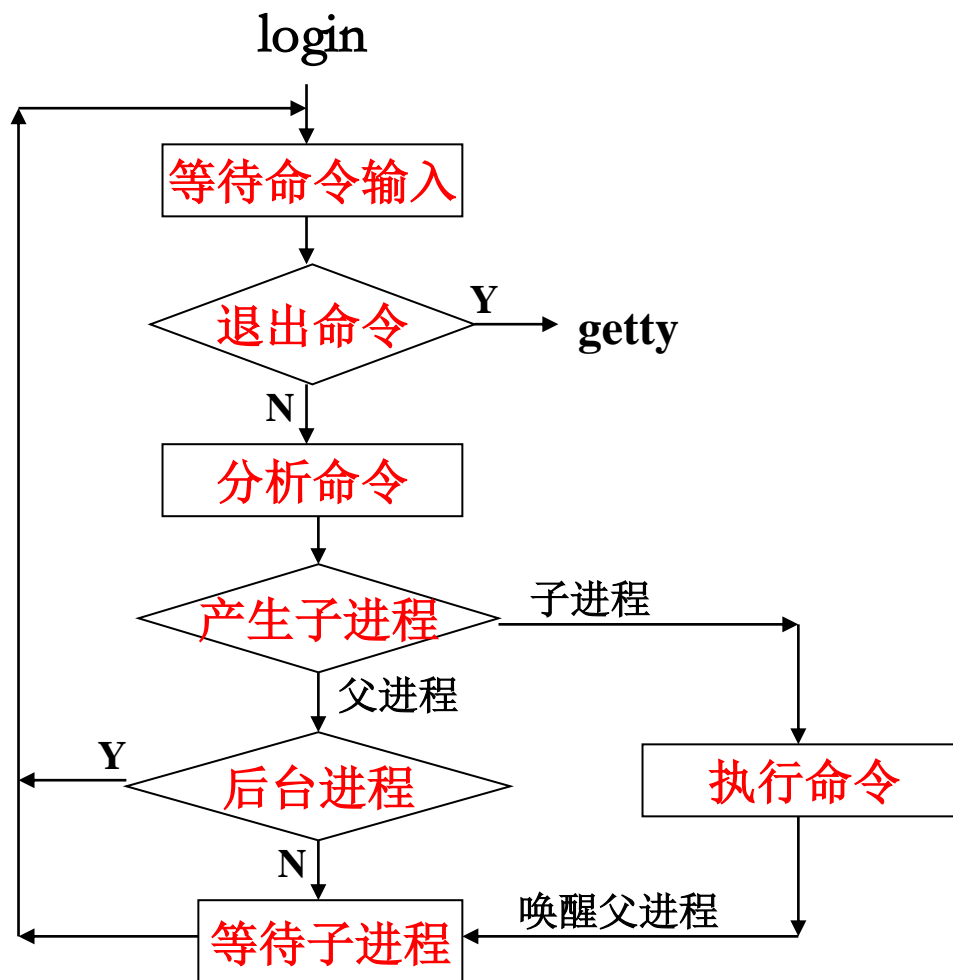 login
等待命令输入
退出命令
Y
getty
N
分析命令
产生子进程
子进程
父进程
Y
后台进程
执行命令
N
等待子进程
唤醒父进程